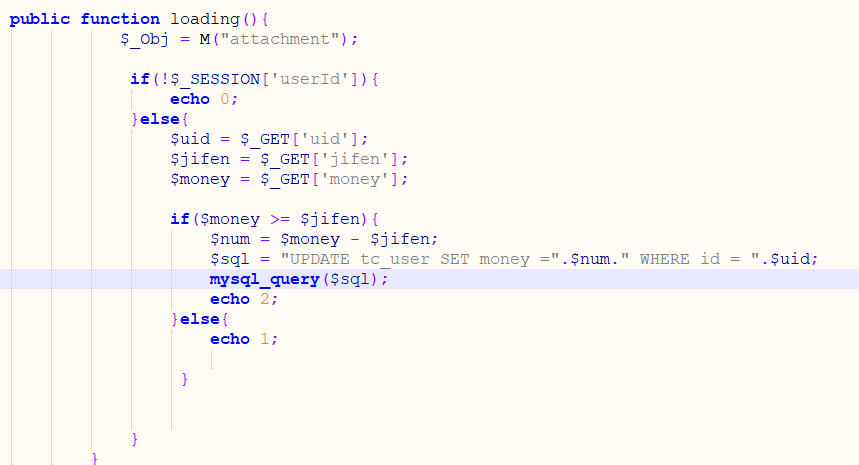 public function loading(){
$_Obj = M("attachment");
if(!$_SESSION['userId']){
echo 0;
}else{
$uid = $_GET['uid'];
$jifen = $_GET['jifen'];
$money = $_GET['money'];
if($money >= $jifen){
$num = $money - $jifen;
$sql = "UPDATE tc_user SET money =".$num." WHERE id = ".$uid;
mysql_query($sql);
echo 2;
}else{
echo 1;
}
}
}